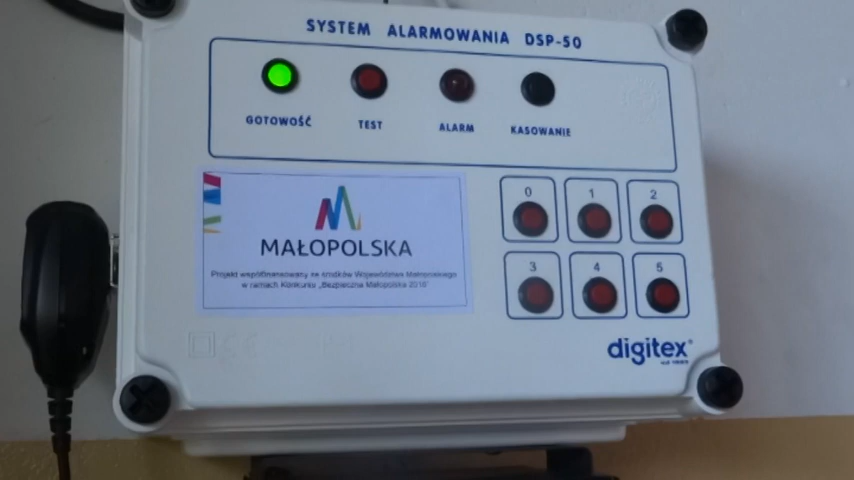 SYSTEM ALARMOWANIA DSP-50
GOTOWOŚĆ TEST ALARM KASOWANIE
0 1 2
MAŁOPOLSKA
Projekt współfinansowany ze środków Województwa Małopolskiego
w ramach Konkursu „Bezpieczna Małopolska 2018"
3 4 5
CE
digitex